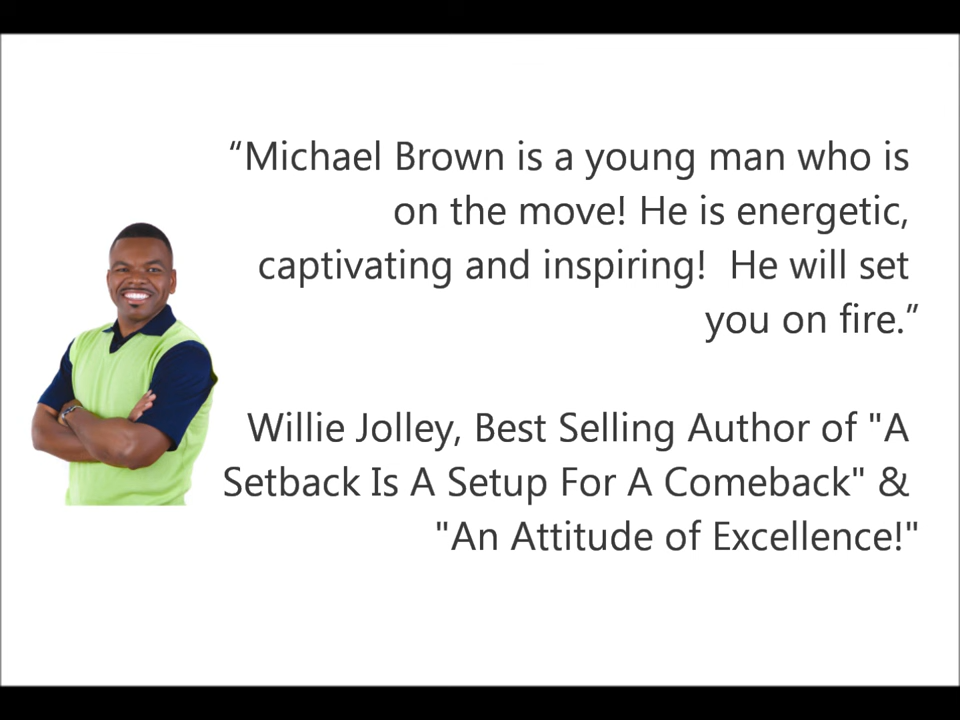 “Michael Brown is a young man who is
on the move! He is energetic,
captivating and inspiring!  He will set
you on fire.”
Willie Jolley, Best Selling Author of "A
Setback Is A Setup For A Comeback" &
"An Attitude of Excellence!"